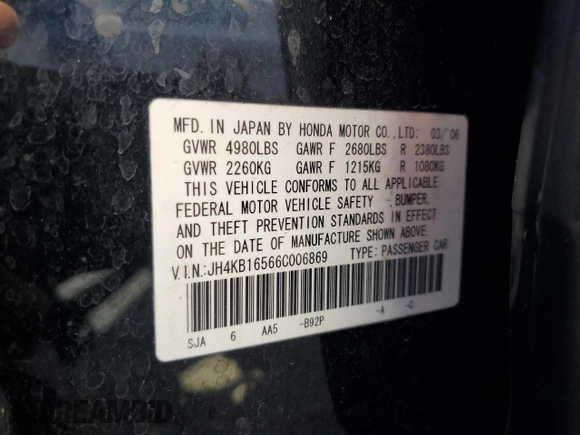 MFD. IN JAPAN BY HONDA MOTOR CO., LTD: 03/'06
GVWR 4980LBS GAWR F 2680LBS R 2380LBS
GVWR 2260KG GAWR F 1215KG R 1080KG
THIS VEHICLE CONFORMS TO ALL APPLICABLE
FEDERAL MOTOR VEHICLE SAFETY , BUMPER,
AND THEFT PREVENTION STANDARDS IN EFFECT
ON THE DATE OF MANUFACTURE SHOWN ABOVE.
V.I.N.:JH4KB16566C006869 TYPE: PASSENGER CAR
SJA 6 AA5 -B92P -A -C
DREAMBID